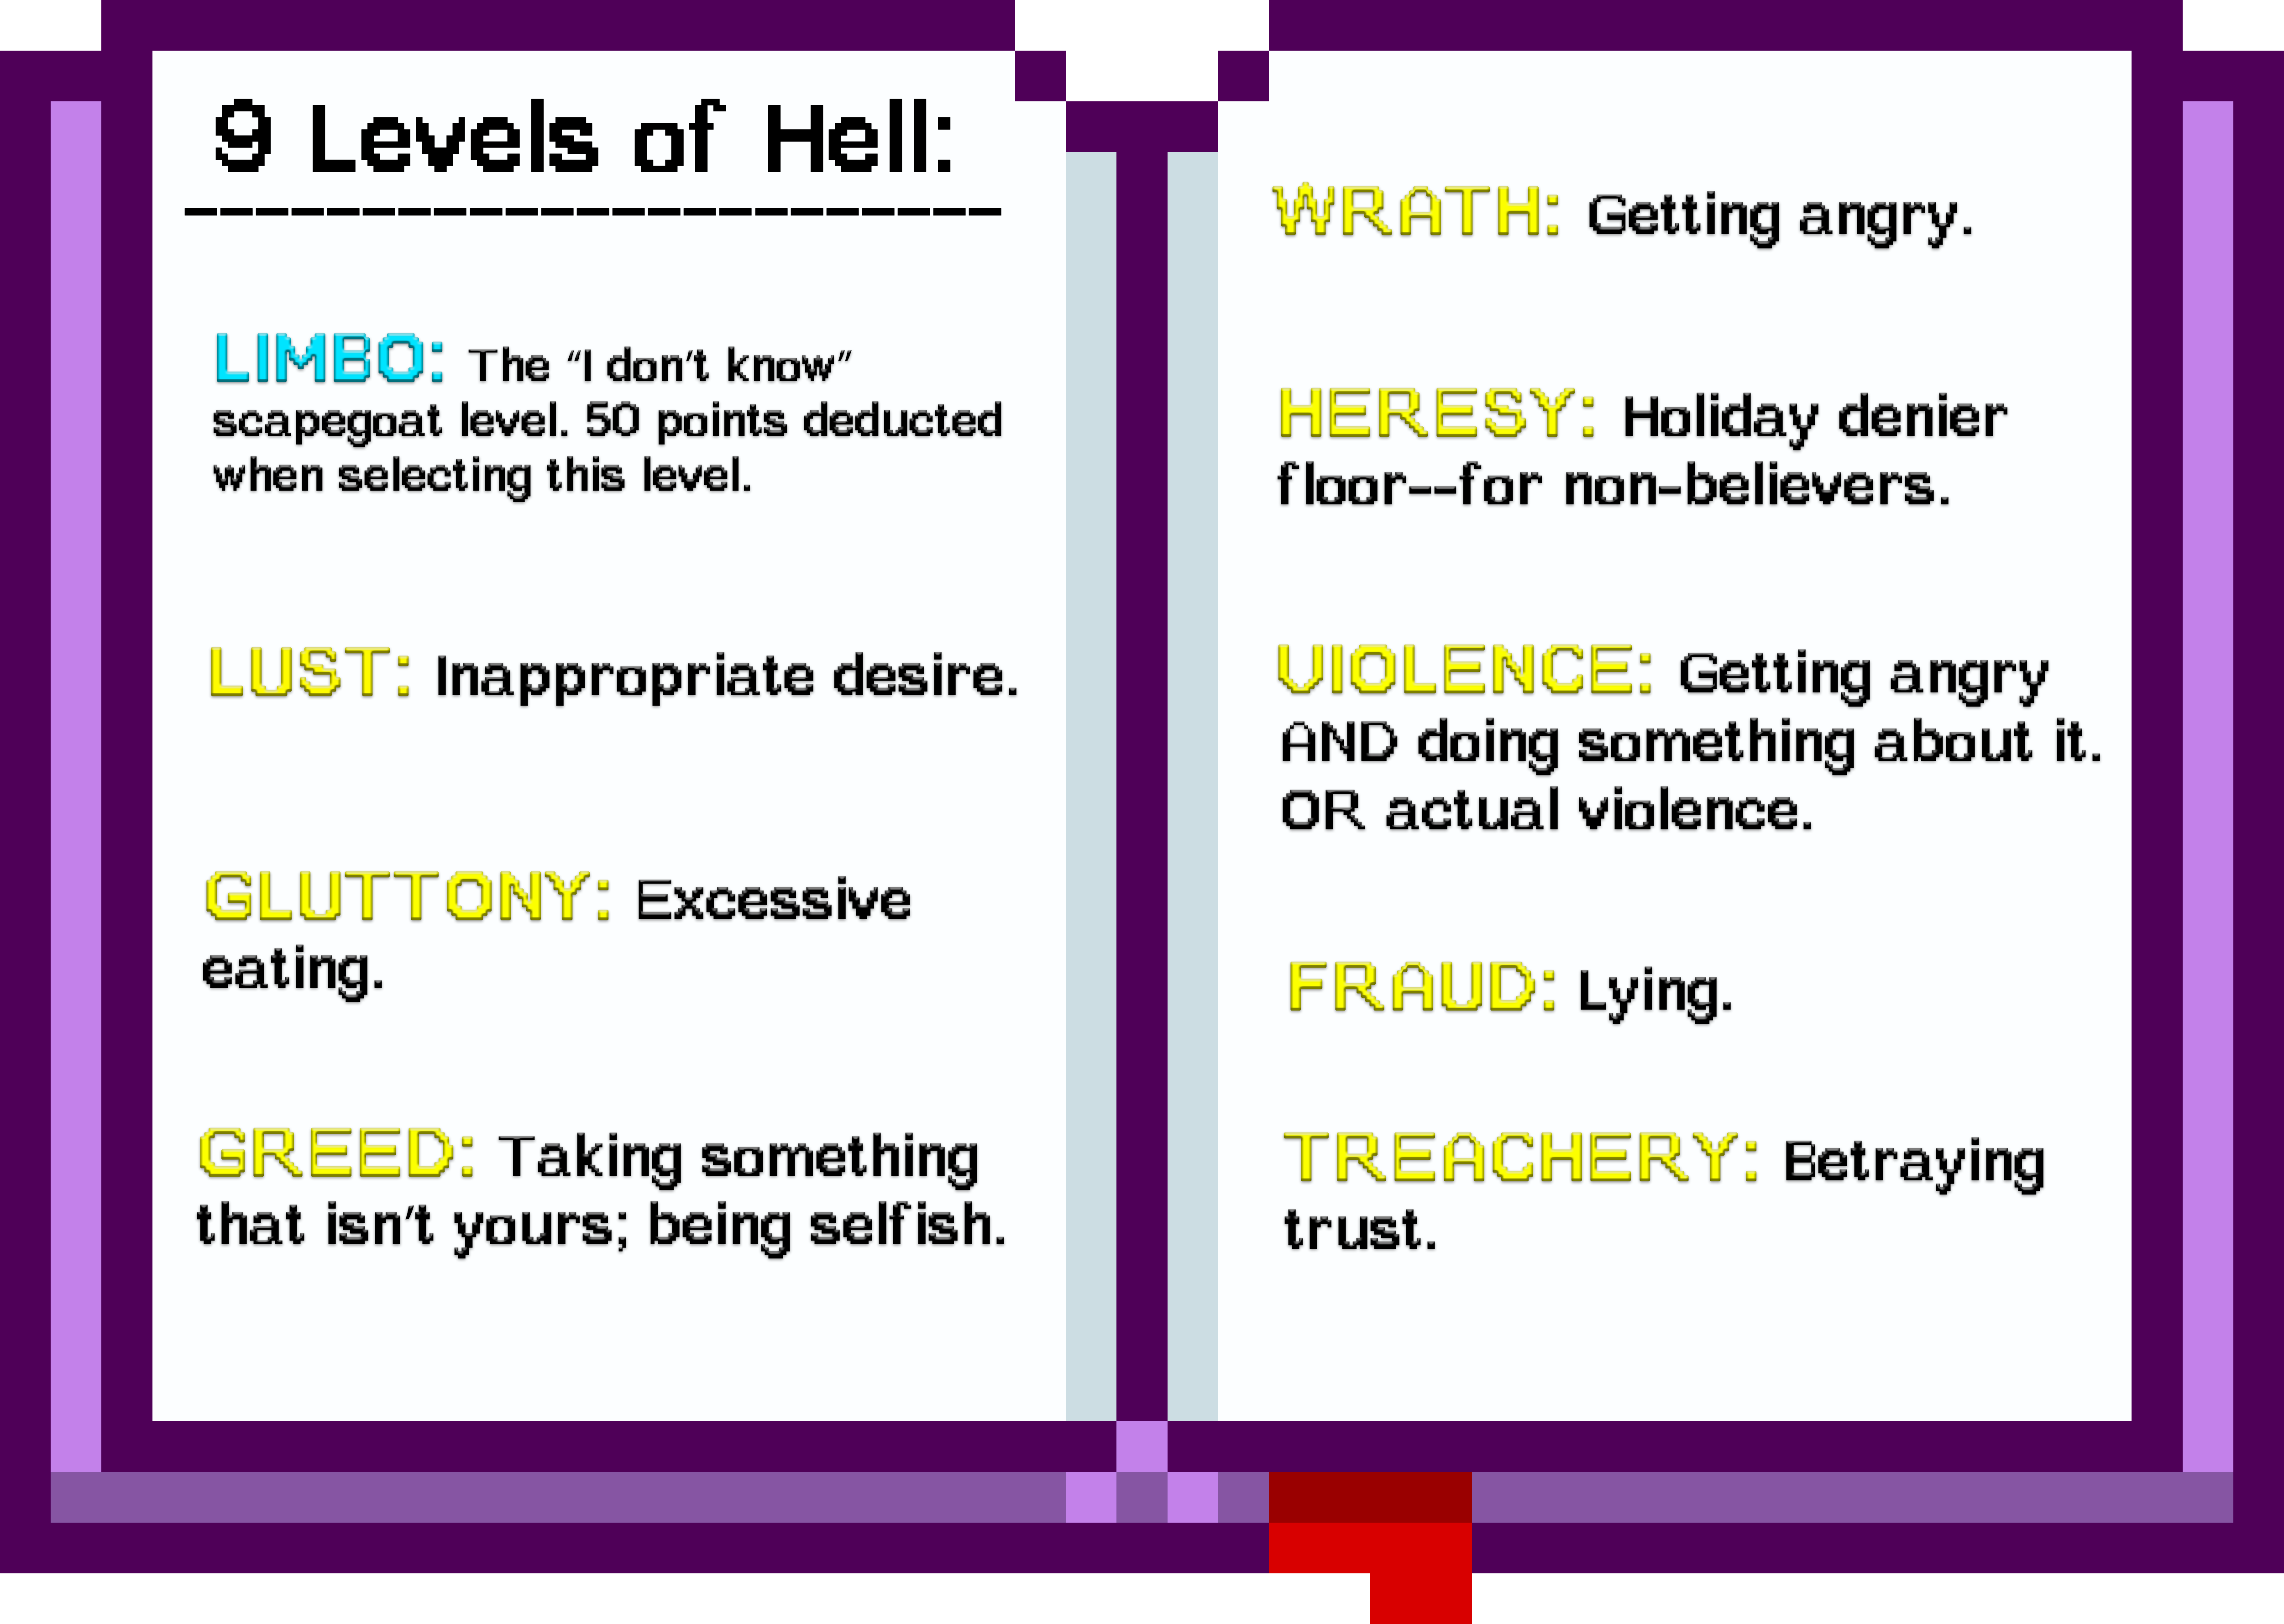 9 Levels of Hell:
-----------------------
LIMBO: The “I don’t know”
scapegoat level. 50 points deducted
when selecting this level.
LUST: Inappropriate desire.
GLUTTONY: Excessive
eating.
GREED: Taking something
that isn’t yours; being selfish.
WRATH: Getting angry.
HERESY: Holiday denier
floor--for non-believers.
VIOLENCE: Getting angry
AND doing something about it.
OR actual violence.
FRAUD: Lying.
TREACHERY: Betraying
trust.